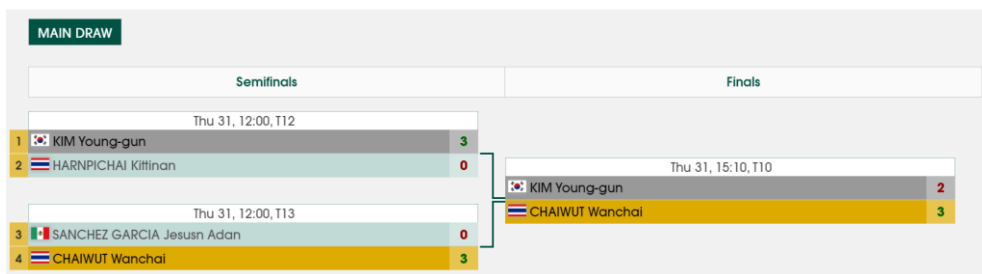 MAIN DRAW
Semifinals Finals
Thu 31, 12:00, T12
1 KIM Young-gun 3
2 HARNPICHAI Kittinan 0
Thu 31, 15:10, T10
KIM Young-gun 2
CHAIWUT Wanchai 3
Thu 31, 12:00, T13
3 SANCHEZ GARCIA Jesusn Adan 0
4 CHAIWUT Wanchai 3